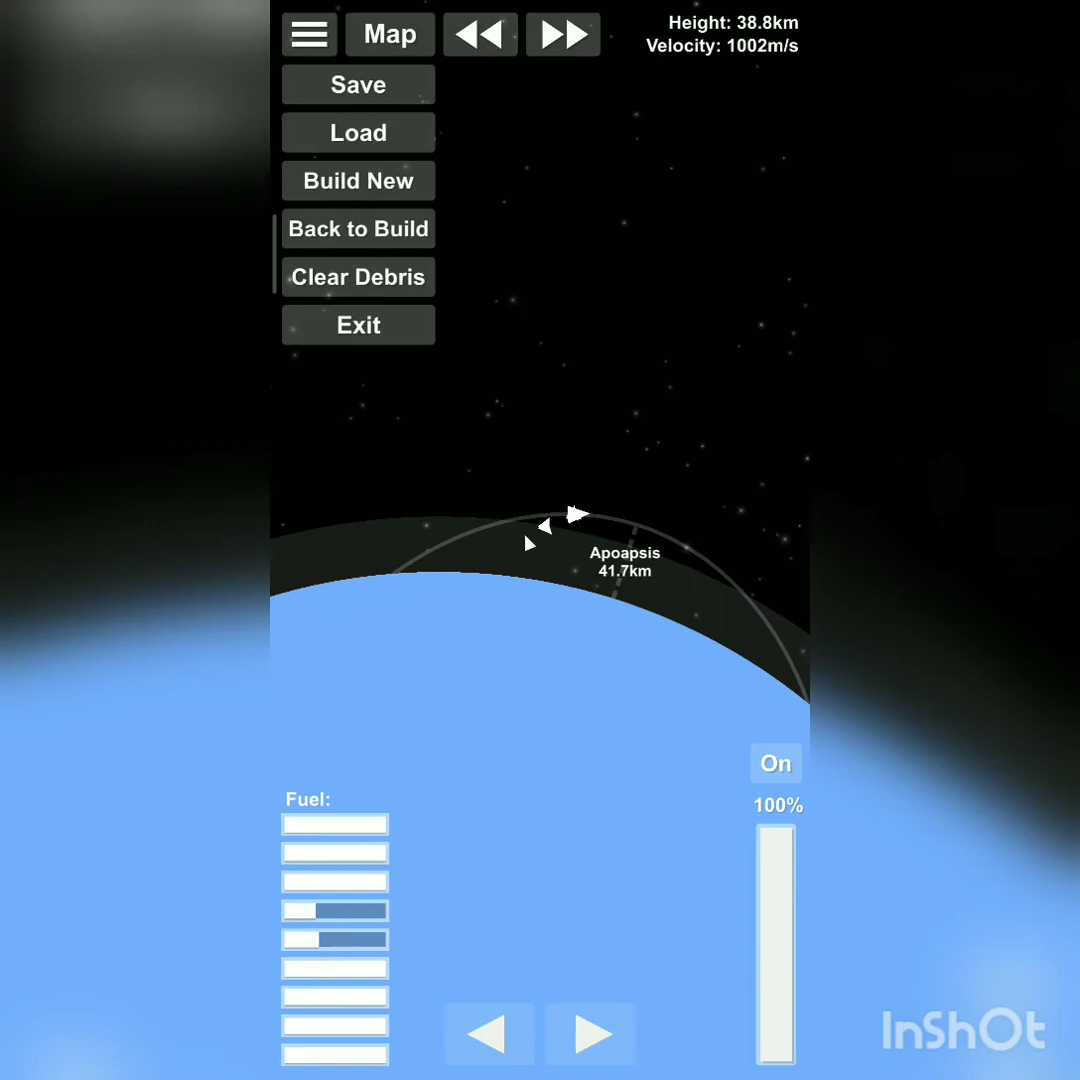 Map
Height: 38.8km
Velocity: 1002m/s
Save
Load
Build New
Back to Build
Clear Debris
Exit
Apoapsis
41.7km
On
100%
Fuel:
InShOt